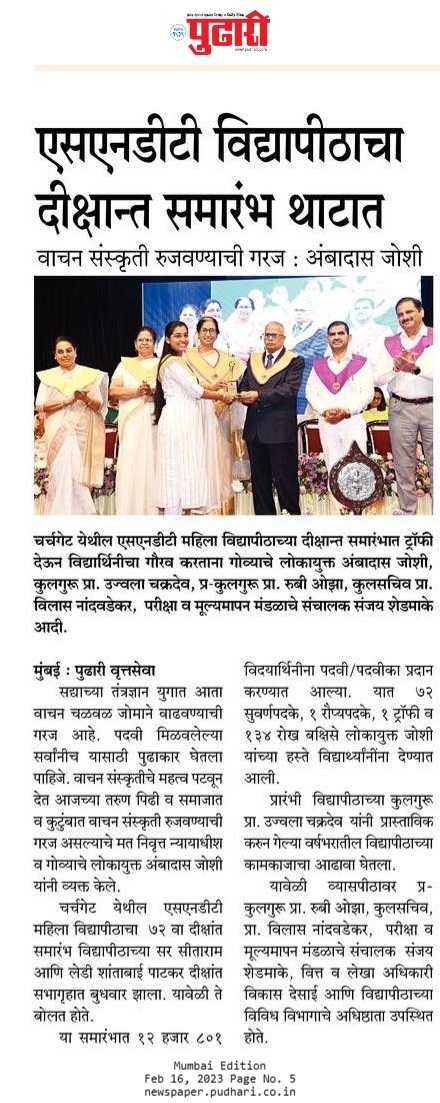 पुढारी
www.pudhari.com
एसएनडीटी विद्यापीठाचा
दीक्षान्त समारंभ थाटात
वाचन संस्कृती रुजवण्याची गरज : अंबादास जोशी
चर्चगेट येथील एसएनडीटी महिला विद्यापीठाच्या दीक्षान्त समारंभात ट्रॉफी
देऊन विद्यार्थिनीचा गौरव करताना गोव्याचे लोकायुक्त अंबादास जोशी,
कुलगुरू प्रा. उज्वला चक्रदेव, प्र-कुलगुरू प्रा. रुबी ओझा, कुलसचिव प्रा.
विलास नांदवडेकर, परीक्षा व मूल्यमापन मंडळाचे संचालक संजय शेडमाके
आदी.
मुंबई : पुढारी वृत्तसेवा
सद्याच्या तंत्रज्ञान युगात आता
वाचन चळवळ जोमाने वाढवण्याची
गरज आहे. पदवी मिळवलेल्या
सर्वांनीच यासाठी पुढाकार घेतला
पाहिजे. वाचन संस्कृतीचे महत्व पटवून
देत आजच्या तरुण पिढी व समाजात
व कुटुंबात वाचन संस्कृती रुजवण्याची
गरज असल्याचे मत निवृत्त न्यायाधीश
व गोव्याचे लोकायुक्त अंबादास जोशी
यांनी व्यक्त केले.
चर्चगेट येथील एसएनडीटी
महिला विद्यापीठाचा ७२ वा दीक्षांत
समारंभ विद्यापीठाच्या सर सीताराम
आणि लेडी शांताबाई पाटकर दीक्षांत
सभागृहात बुधवार झाला. यावेळी ते
बोलत होते.
या समारंभात १२ हजार ८०१
विदयार्थिनीना पदवी/पदवीका प्रदान
करण्यात आल्या. यात ७२
सुवर्णपदके, १ रौप्यपदके, १ ट्रॉफी व
१३४ रोख बक्षिसे लोकायुक्त जोशी
यांच्या हस्ते विद्यार्थ्यांनींना देण्यात
आली.
प्रारंभी विद्यापीठाच्या कुलगुरू
प्रा. उज्वला चक्रदेव यांनी प्रास्ताविक
करुन गेल्या वर्षभरातील विद्यापीठाच्या
कामकाजाचा आढावा घेतला.
यावेळी व्यासपीठावर प्र-
कुलगुरू प्रा. रुबी ओझा, कुलसचिव,
प्रा. विलास नांदवडेकर, परीक्षा व
मूल्यमापन मंडळाचे संचालक संजय
शेडमाके, वित्त व लेखा अधिकारी
विकास देसाई आणि विद्यापीठाच्या
विविध विभागाचे अधिष्ठाता उपस्थित
होते.
Mumbai Edition
Feb 16, 2023 Page No. 5
newspaper.pudhari.co.in